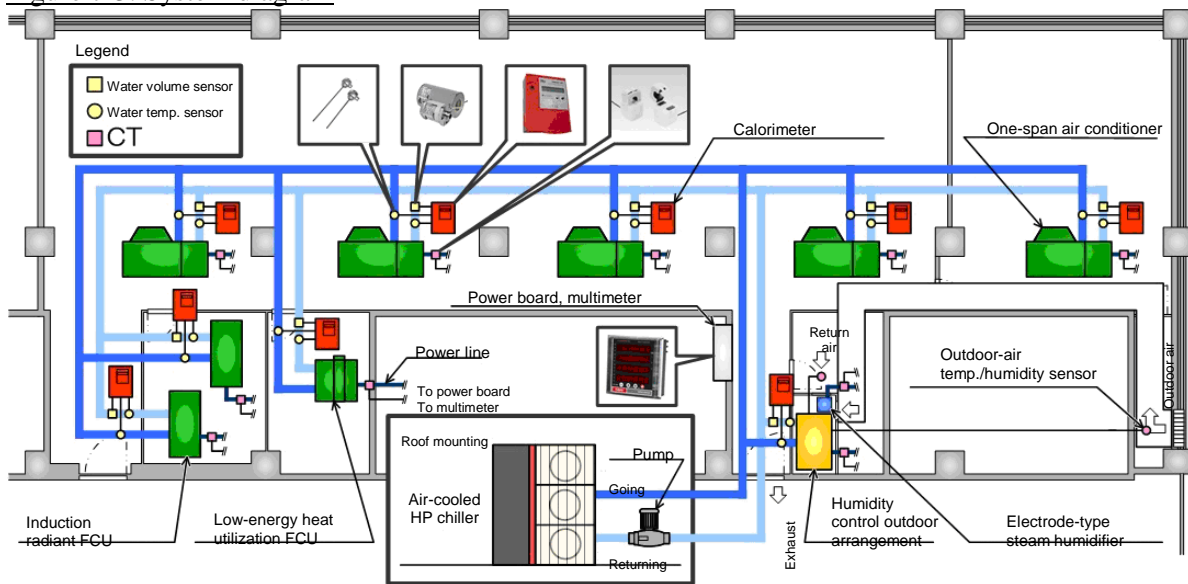 Legend
Water volume sensor
Water temp. sensor
CT
Calorimeter
One-span air conditioner
Power board, multimeter
Power line
To power board
To multimeter
Return
air
Outdoor-air
temp./humidity sensor
Outdoor air
Roof mounting
Pump
Going
Air-cooled
HP chiller
Returning
Induction
radiant FCU
Low-energy heat
utilization FCU
Exhaust
Humidity
control outdoor
arrangement
Electrode-type
steam humidifier